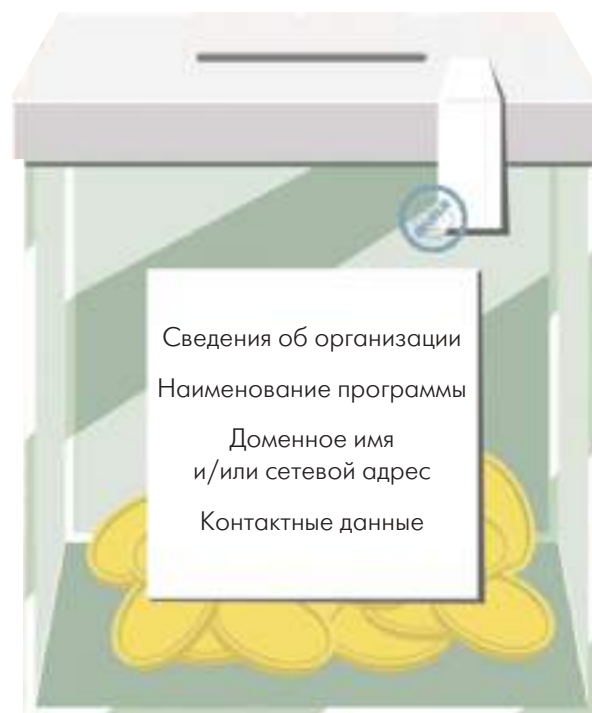 Сведения об организации
Наименование программы
Доменное имя
и/или сетевой адрес
Контактные данные